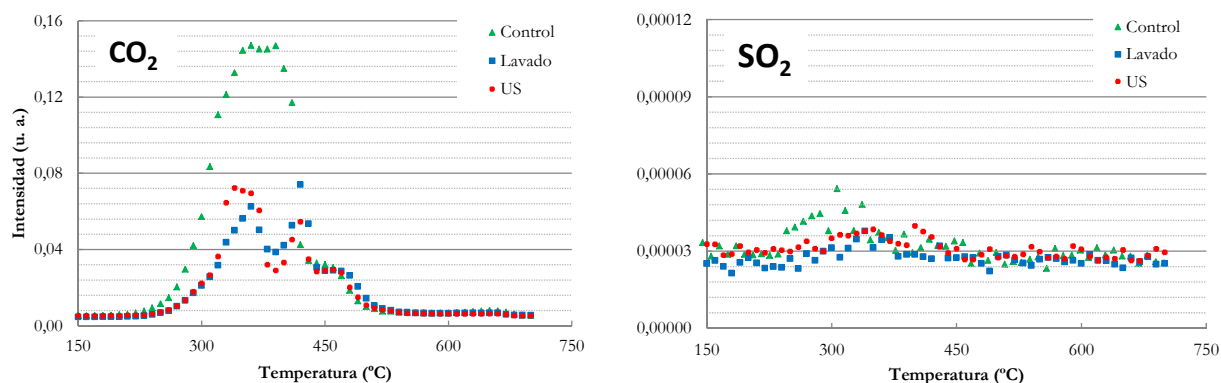 CO₂
Intensidad (u. a.)
0,16
0,12
0,08
0,04
0,00
150
300
450
600
750
Temperatura (ºC)
Control
Lavado
US
SO₂
0,00012
0,00009
0,00006
0,00003
0,00000
150
300
450
600
750
Temperatura (ºC)
Control
Lavado
US